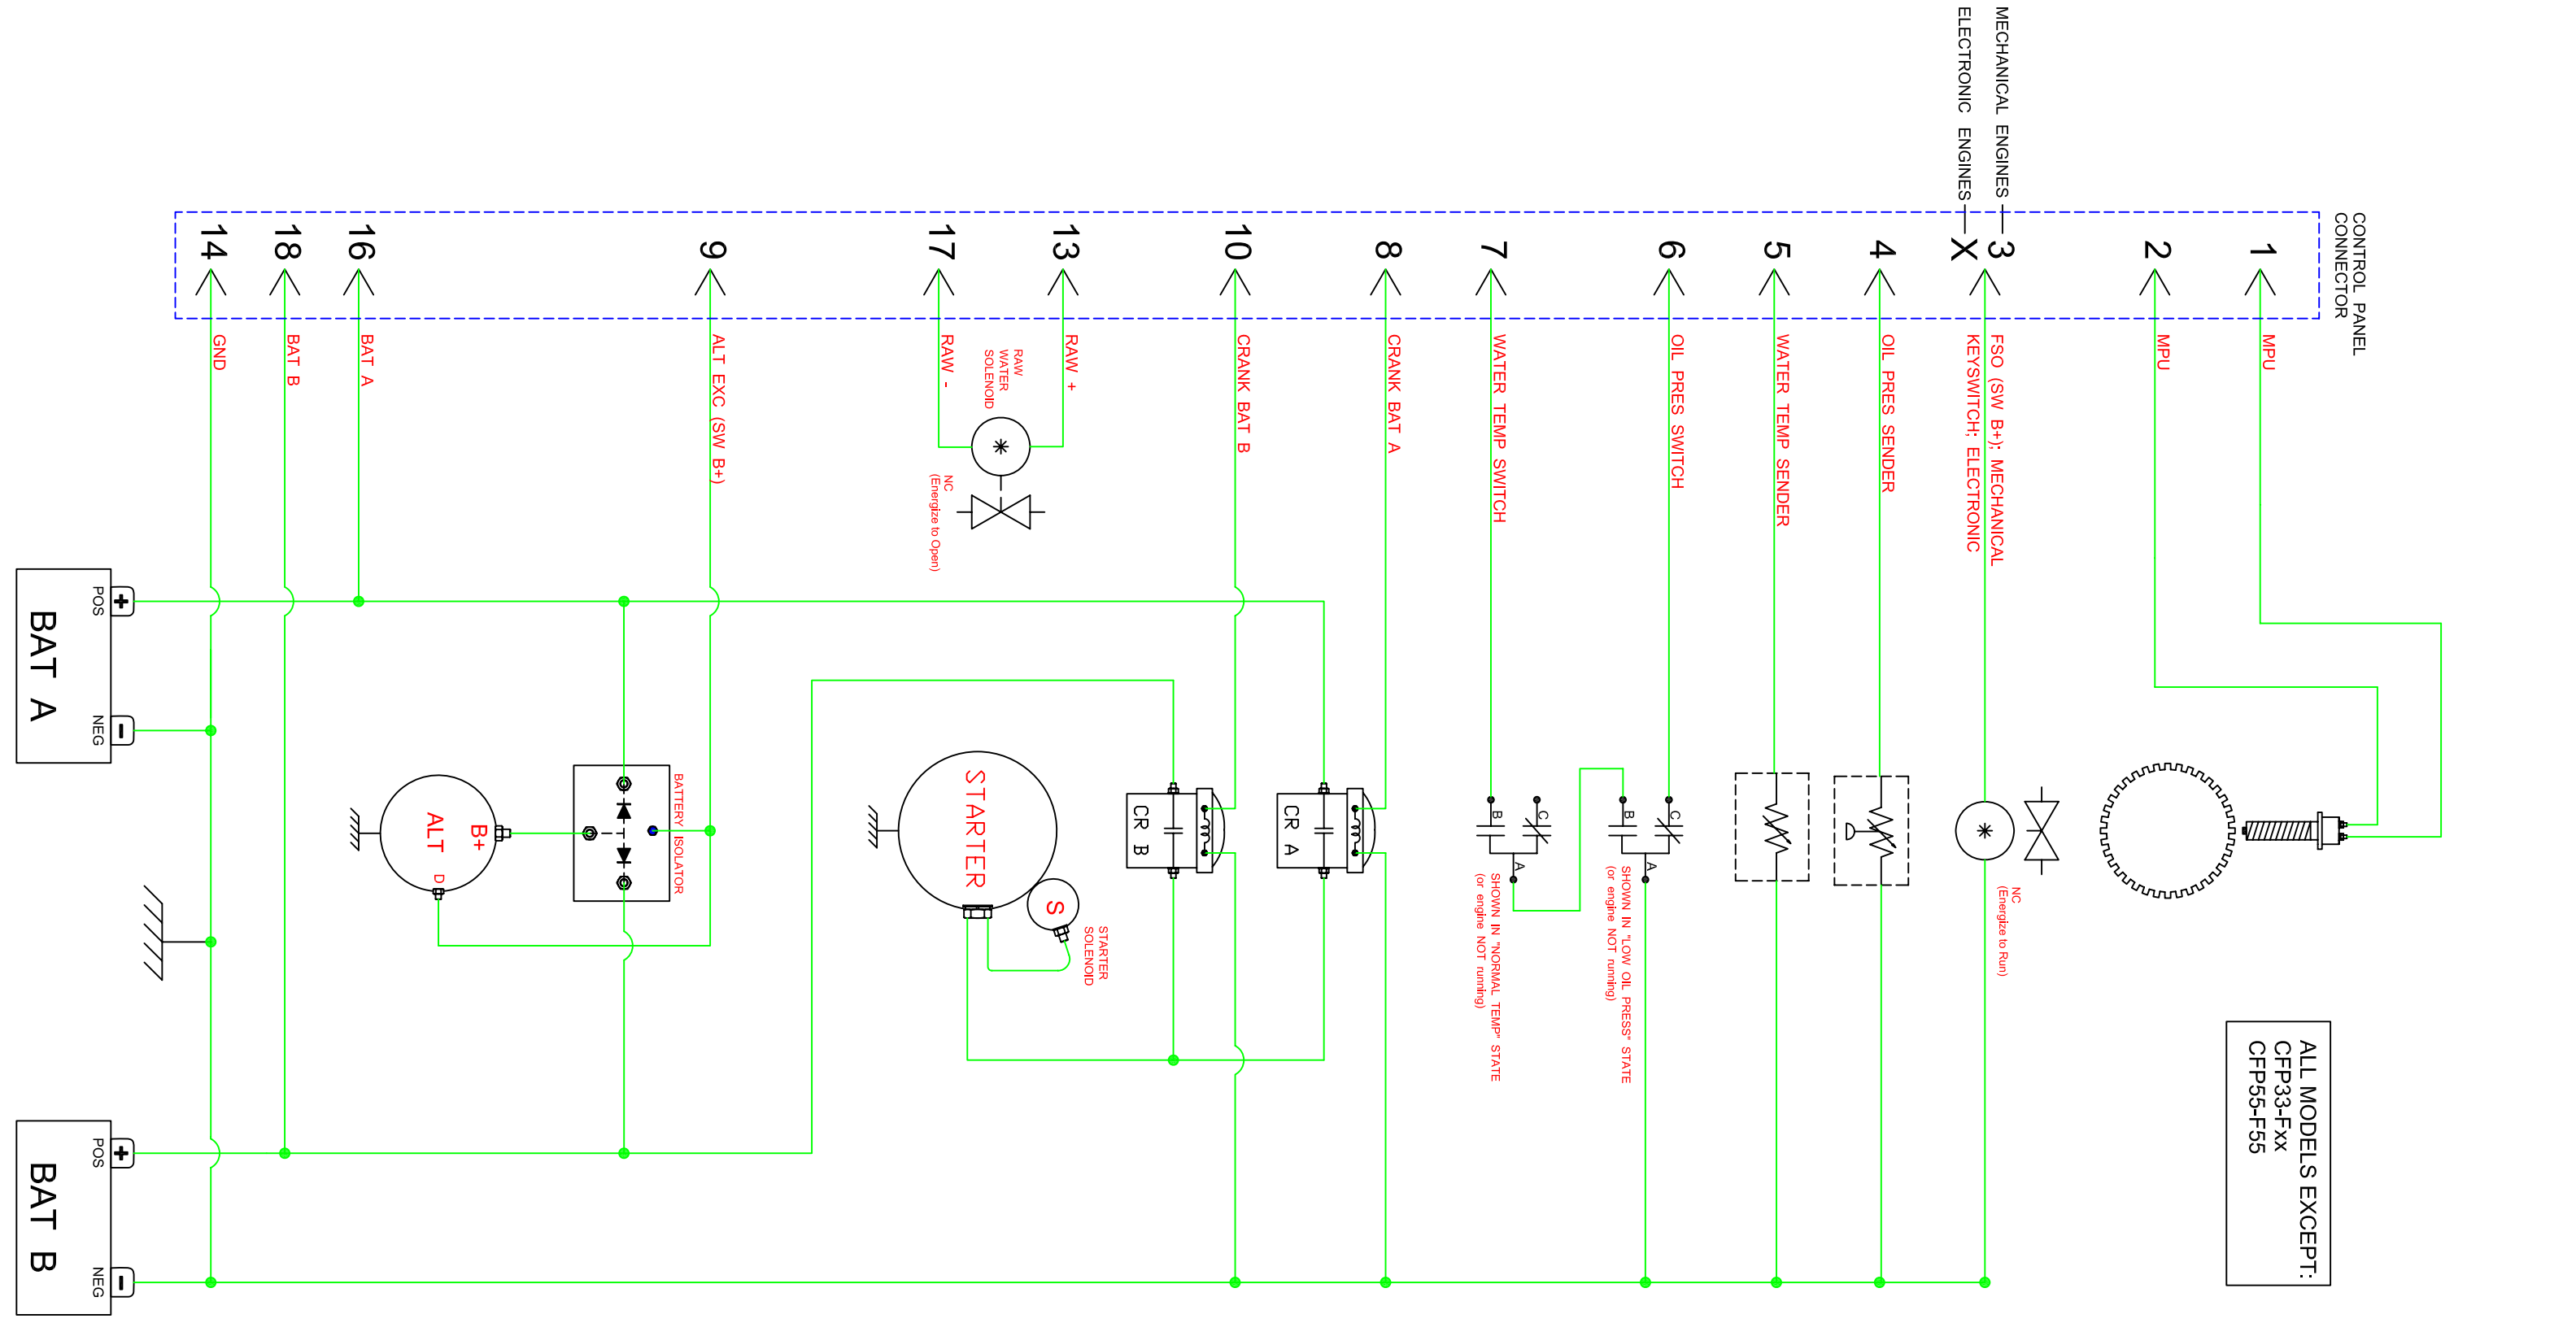 CONTROL PANEL
CONNECTOR
1
MPU
2
MPU
MECHANICAL ENGINES
ELECTRONIC ENGINES
3
X
FSO (SW B+); MECHANICAL
KEYSWITCH; ELECTRONIC
NC
(Energize to Run)
4
OIL PRES SENDER
5
WATER TEMP SENDER
6
OIL PRES SWITCH
C
B
A
SHOWN IN "LOW OIL PRESS" STATE
(or engine NOT running)
7
WATER TEMP SWITCH
C
B
A
SHOWN IN "NORMAL TEMP" STATE
(or engine NOT running)
8
CRANK BAT A
CR A
10
CRANK BAT B
CR B
13
RAW +
RAW
WATER
SOLENOID
17
RAW -
NC
(Energize to Open)
STARTER
SOLENOID
S
STARTER
9
ALT EXC (SW B+)
BATTERY ISOLATOR
B+
ALT
D
16
BAT A
18
BAT B
14
GND
POS
NEG
BAT A
POS
NEG
BAT B
ALL MODELS EXCEPT:
CFP33-Fxx
CFP55-F55